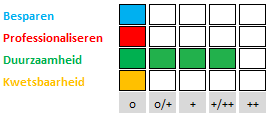 Besparen
Professionaliseren
Duurzaamheid
Kwetsbaarheid
o o/+ + +/++ ++